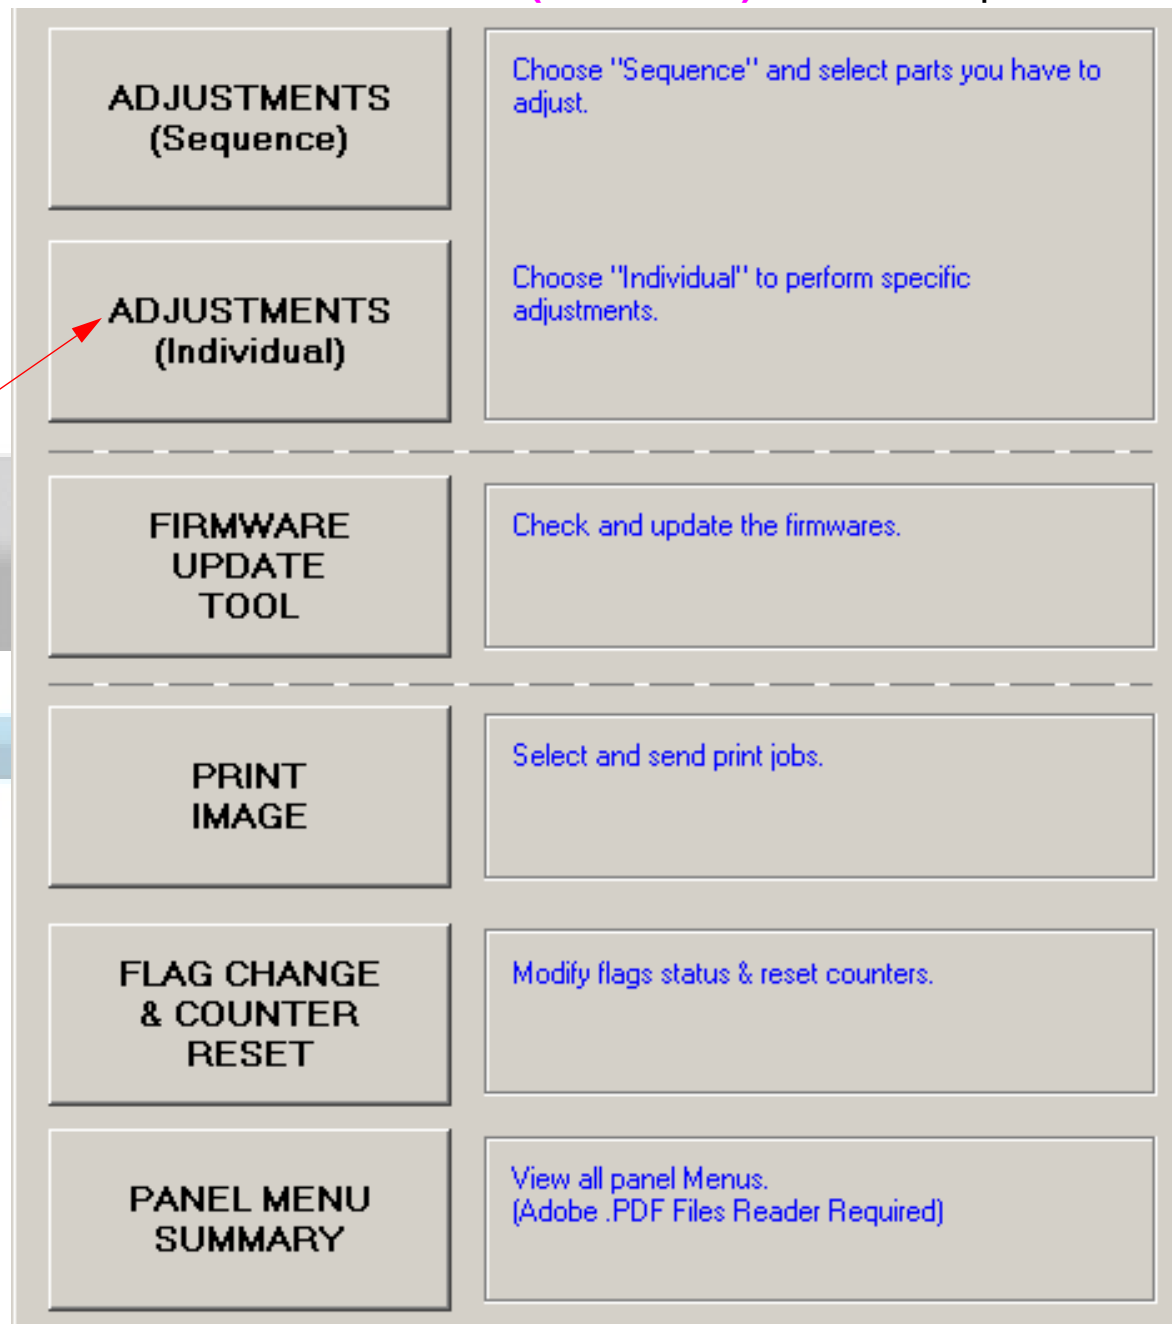 ADJUSTMENTS
(Sequence)
Choose "Sequence" and select parts you have to
adjust.
ADJUSTMENTS
(Individual)
Choose "Individual" to perform specific
adjustments.
FIRMWARE
UPDATE
TOOL
Check and update the firmwares.
PRINT
IMAGE
Select and send print jobs.
FLAG CHANGE
& COUNTER
RESET
Modify flags status & reset counters.
PANEL MENU
SUMMARY
View all panel Menus.
(Adobe .PDF Files Reader Required)